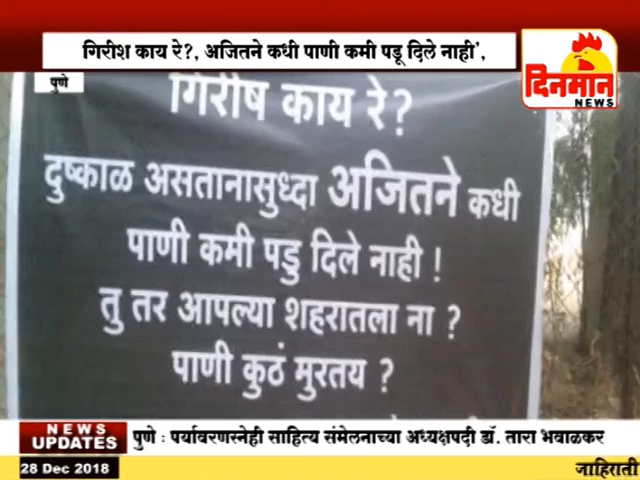 गिरीश काय रे?, अजितने कधी पाणी कमी पडू दिले नाही',
दिनमान
NEWS
पुणे
गिरीष काय रे?
दुष्काळ असतानासुध्दा अजितने कधी
पाणी कमी पडु दिले नाही !
तु तर आपल्या शहरातला ना ?
पाणी कुठं मुरतय ?
NEWS
UPDATES
पुणे : पर्यावरणस्नेही साहित्य संमेलनाच्या अध्यक्षपदी डॉ. तारा भवाळकर
28 Dec 2018
जाहिराती